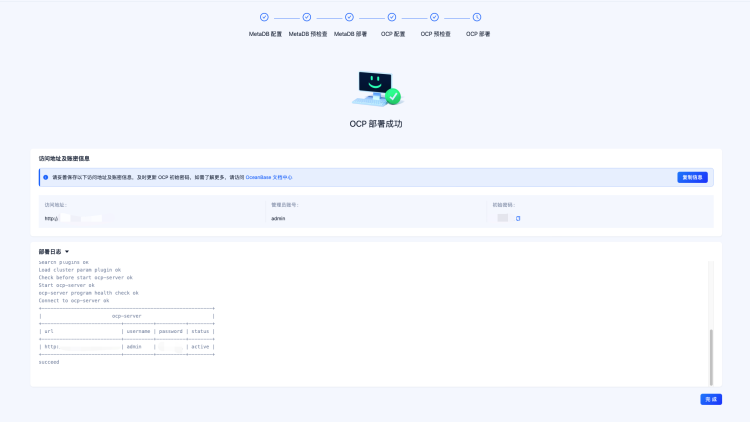 MetaDB 配置 MetaDB 预检查 MetaDB 部署 OCP 配置 OCP 预检查 OCP 部署
OCP 部署成功
访问地址及账密信息
请妥善保存以下访问地址及账密信息，及时更新 OCP 初始密码，如需了解更多，请访问 OceanBase 文档中心
复制信息
访问地址： 管理员账号： 初始密码：
http:/ admin
部署日志
search plugins ok
Load cluster param plugin ok
Check before start ocp-server ok
Start ocp-server ok
ocp-server program health check ok
Connect to ocp-server ok
+---------------------------------------------------------+
| ocp-server |
+---------------------------+----------+----------+--------+
| url | username | password | status |
+---------------------------+----------+----------+--------+
| http: | admin | | active |
+---------------------------+----------+----------+--------+
succeed
完 成